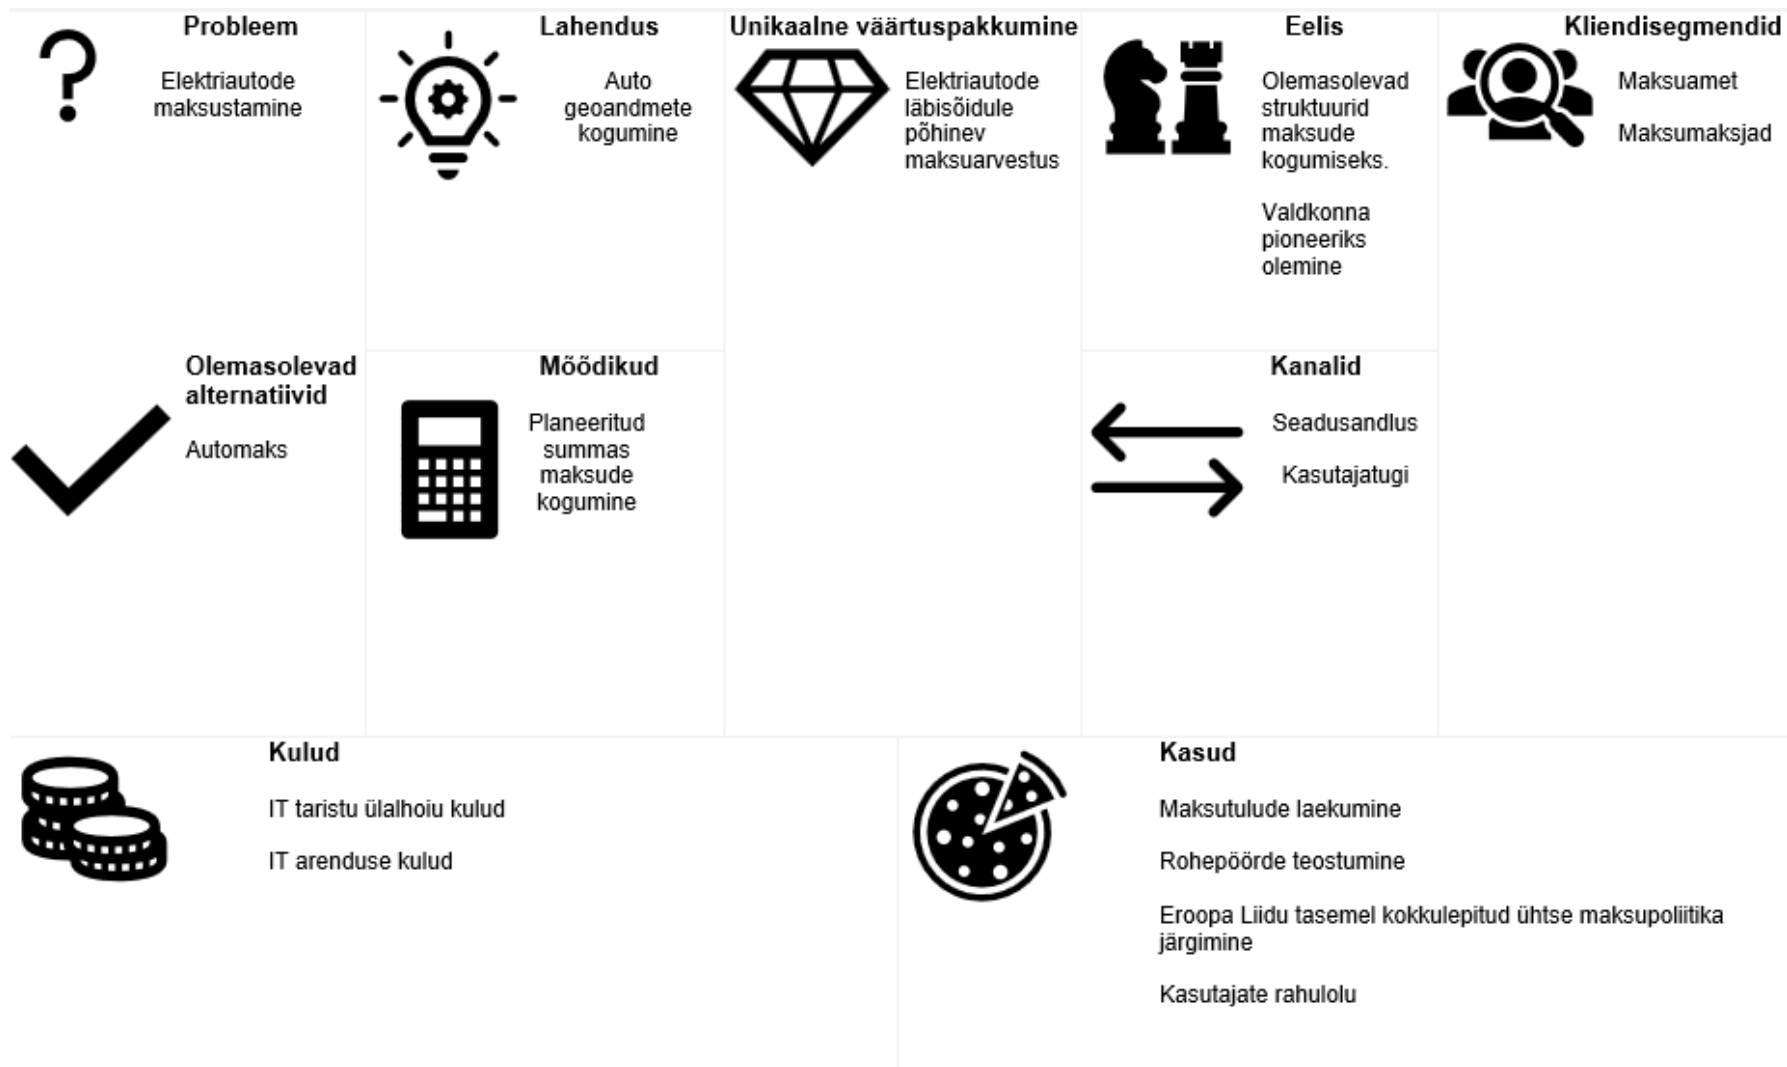 Probleem
Elektriautode
maksustamine
Lahendus
Auto
geoandmete
kogumine
Unikaalne väärtuspakkumine
Elektriautode
läbisõidule
põhinev
maksuarvestus
Eelis
Olemasolevad
struktuurid
maksude
kogumiseks.
Valdkonna
pioneeriks
olemine
Kliendisegmendid
Maksuamet
Maksumaksjad
Olemasolevad
alternatiivid
Automaks
Mõõdikud
Planeeritud
summas
maksude
kogumine
Kanalid
Seadusandlus
Kasutajatugi
Kulud
IT taristu ülalhoiu kulud
IT arenduse kulud
Kasud
Maksutulude laekumine
Rohepöörde teostumine
Eroopa Liidu tasemel kokkulepitud ühtse maksupoliitika
järgimine
Kasutajate rahulolu